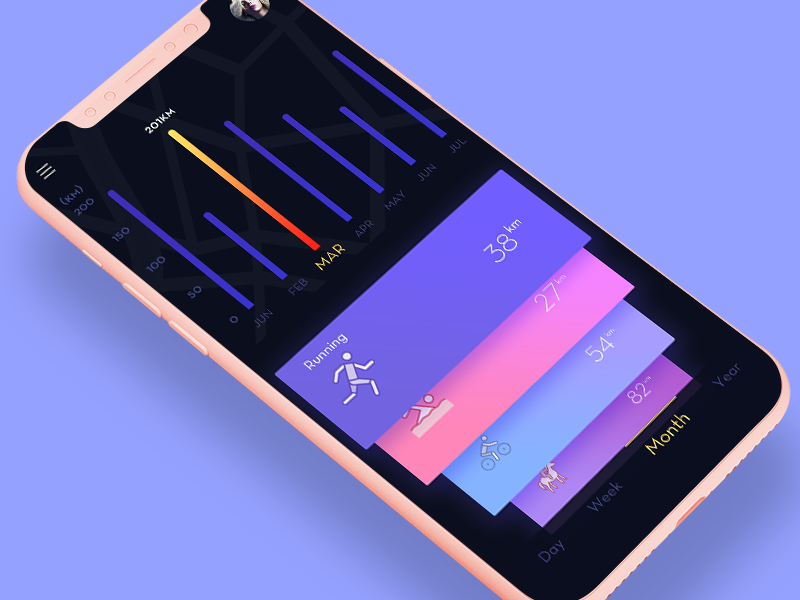 201KM
(KM)
200
150
100
50
0
JUN
FEB
MAR
APR
MAY
JUN
JUL
38 km
Running
27 km
54 km
82 km
Day
Week
Month
Year